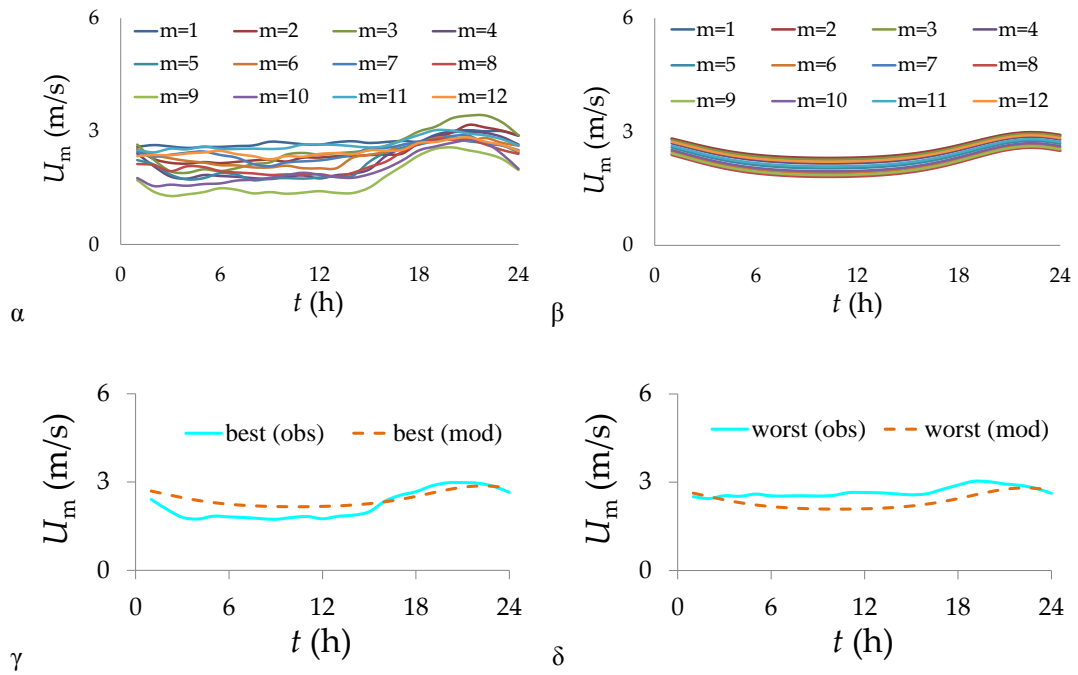 6
m=1 m=2 m=3 m=4
m=5 m=6 m=7 m=8
m=9 m=10 m=11 m=12
3
0
Um (m/s)
0 6 12 18 24
t (h)
α
6
m=1 m=2 m=3 m=4
m=5 m=6 m=7 m=8
m=9 m=10 m=11 m=12
3
0
Um (m/s)
0 6 12 18 24
t (h)
β
6
best (obs) best (mod)
3
0
Um (m/s)
0 6 12 18 24
t (h)
γ
6
worst (obs) worst (mod)
3
0
Um (m/s)
0 6 12 18 24
t (h)
δ